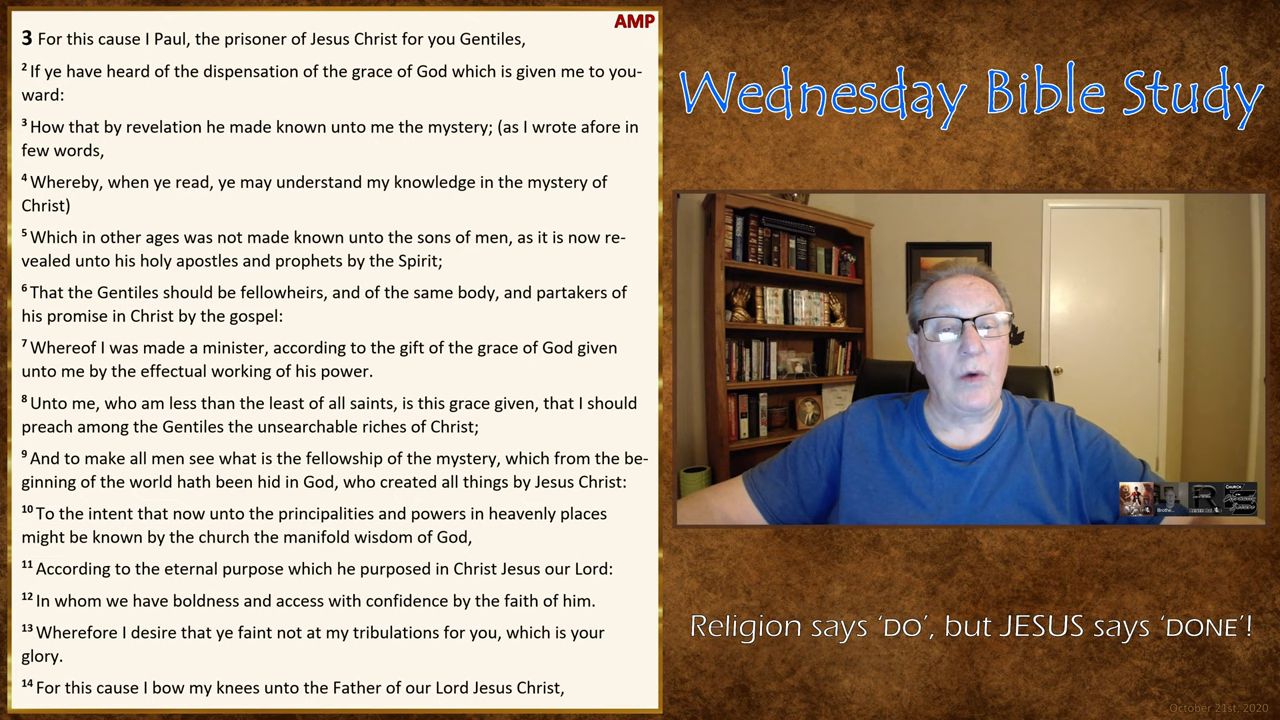 AMP
3 For this cause I Paul, the prisoner of Jesus Christ for you Gentiles,
2 If ye have heard of the dispensation of the grace of God which is given me to you-
ward:
3 How that by revelation he made known unto me the mystery; (as I wrote afore in
few words,
4 Whereby, when ye read, ye may understand my knowledge in the mystery of
Christ)
5 Which in other ages was not made known unto the sons of men, as it is now re-
vealed unto his holy apostles and prophets by the Spirit;
6 That the Gentiles should be fellowheirs, and of the same body, and partakers of
his promise in Christ by the gospel:
7 Whereof I was made a minister, according to the gift of the grace of God given
unto me by the effectual working of his power.
8 Unto me, who am less than the least of all saints, is this grace given, that I should
preach among the Gentiles the unsearchable riches of Christ;
9 And to make all men see what is the fellowship of the mystery, which from the be-
ginning of the world hath been hid in God, who created all things by Jesus Christ:
10 To the intent that now unto the principalities and powers in heavenly places
might be known by the church the manifold wisdom of God,
11 According to the eternal purpose which he purposed in Christ Jesus our Lord:
12 In whom we have boldness and access with confidence by the faith of him.
13 Wherefore I desire that ye faint not at my tribulations for you, which is your
glory.
14 For this cause I bow my knees unto the Father of our Lord Jesus Christ,
Wednesday Bible Study
Brothe...
CHURCH
Religion says ‘DO’, but JESUS says ‘DONE’!
October 21st, 2020